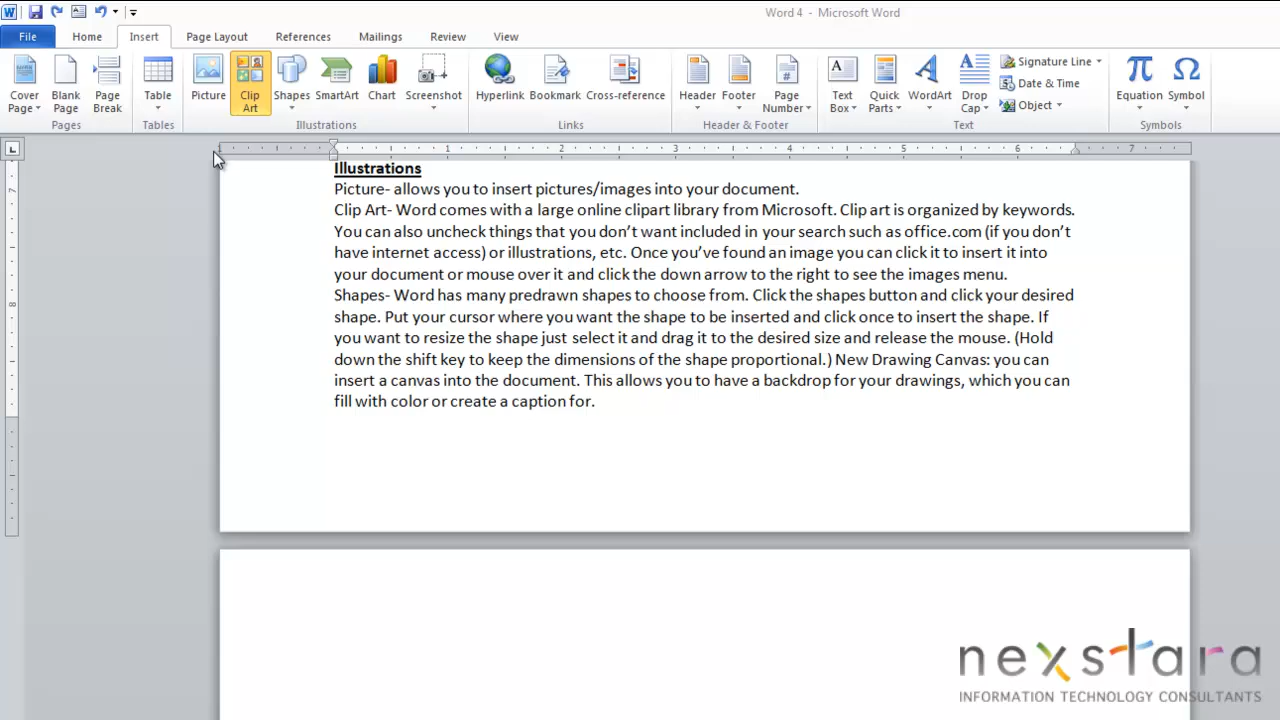 Word 4 - Microsoft Word
File Home Insert Page Layout References Mailings Review View
Cover Page Blank Page Page Break Table Picture Clip Art Shapes SmartArt Chart Screenshot Hyperlink Bookmark Cross-reference Header Footer Page Number Text Box Quick Parts WordArt Drop Cap Signature Line Date & Time Object Equation Symbol
Pages Tables Illustrations Links Header & Footer Text Symbols
1 2 3 4 5 6 7
7
8
Illustrations
Picture- allows you to insert pictures/images into your document.
Clip Art- Word comes with a large online clipart library from Microsoft. Clip art is organized by keywords.
You can also uncheck things that you don’t want included in your search such as office.com (if you don’t
have internet access) or illustrations, etc. Once you’ve found an image you can click it to insert it into
your document or mouse over it and click the down arrow to the right to see the images menu.
Shapes- Word has many predrawn shapes to choose from. Click the shapes button and click your desired
shape. Put your cursor where you want the shape to be inserted and click once to insert the shape. If
you want to resize the shape just select it and drag it to the desired size and release the mouse. (Hold
down the shift key to keep the dimensions of the shape proportional.) New Drawing Canvas: you can
insert a canvas into the document. This allows you to have a backdrop for your drawings, which you can
fill with color or create a caption for.
nexstara
INFORMATION TECHNOLOGY CONSULTANTS